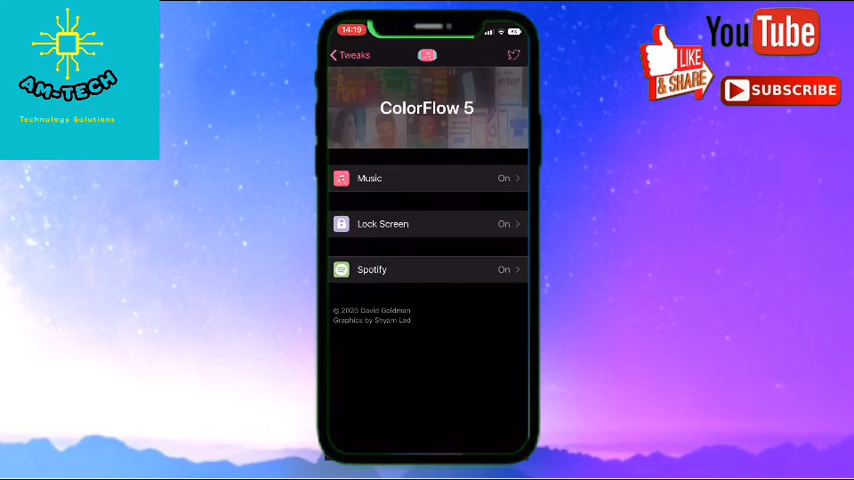 AM-TECH
Technology Solutions
14:19
Tweaks
ColorFlow 5
Music On
Lock Screen On
Spotify On
© 2020 David Goldman
Graphics by Shyam Lad
YouTube
LIKE
& SHARE
SUBSCRIBE